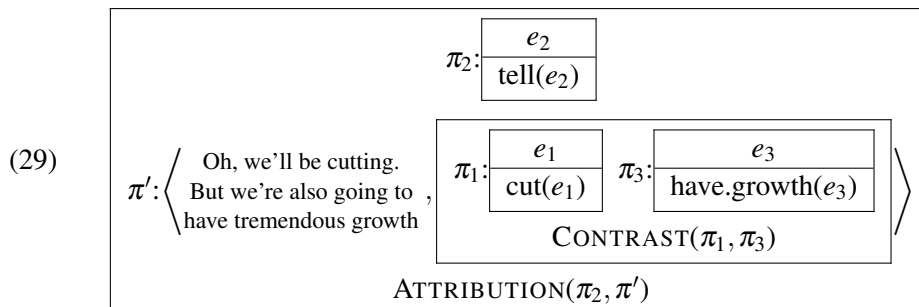 (29)
π₂: e₂
tell(e₂)
π′: ⟨ Oh, we'll be cutting.
But we're also going to
have tremendous growth ,
π₁: e₁
cut(e₁)
π₃: e₃
have.growth(e₃) ⟩
CONTRAST(π₁, π₃)
ATTRIBUTION(π₂, π′)